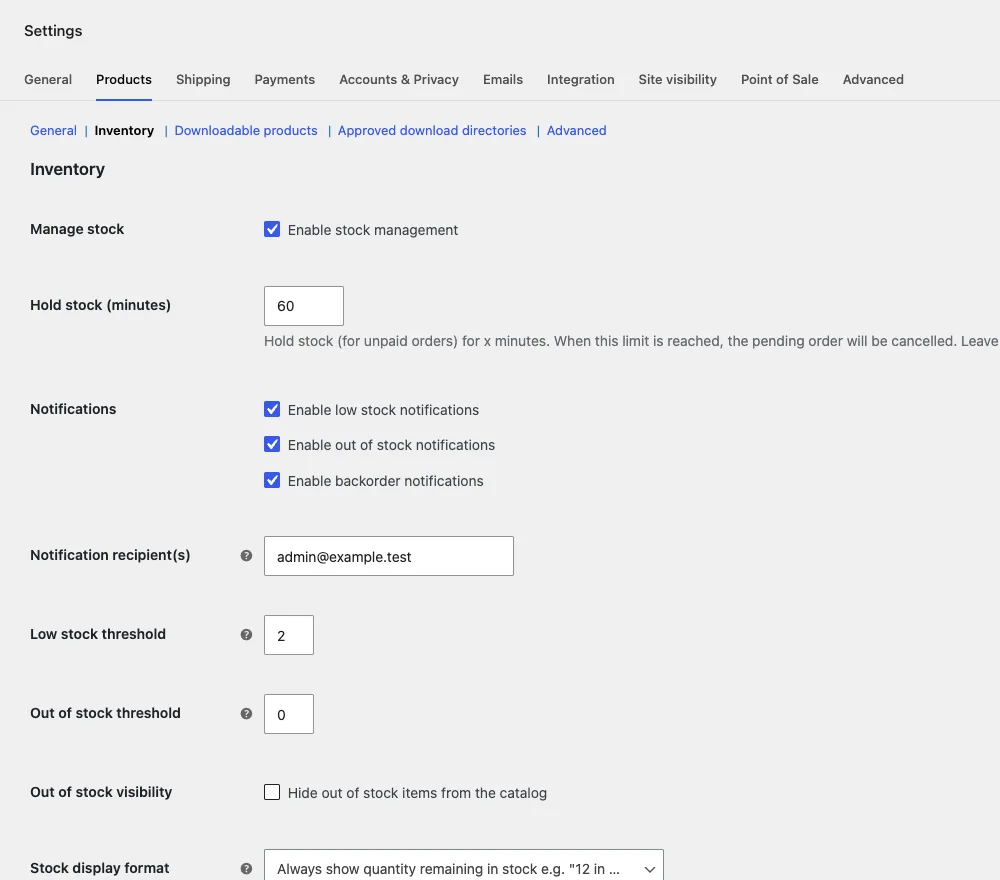 Settings
General Products Shipping Payments Accounts & Privacy Emails Integration Site visibility Point of Sale Advanced
General | Inventory | Downloadable products | Approved download directories | Advanced
Inventory
Manage stock Enable stock management
Hold stock (minutes) 60
Hold stock (for unpaid orders) for x minutes. When this limit is reached, the pending order will be cancelled. Leave
Notifications Enable low stock notifications
Enable out of stock notifications
Enable backorder notifications
Notification recipient(s) ? admin@example.test
Low stock threshold ? 2
Out of stock threshold ? 0
Out of stock visibility Hide out of stock items from the catalog
Stock display format ? Always show quantity remaining in stock e.g. "12 in ...